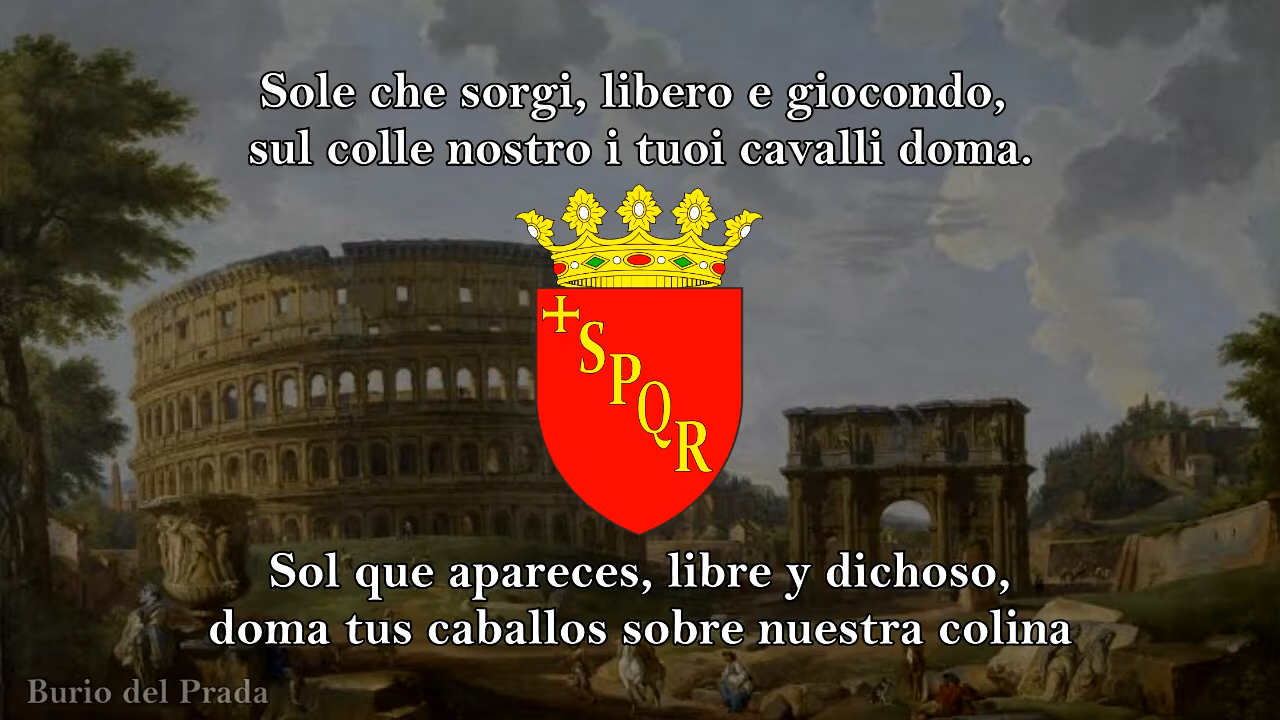 Sole che sorgi, libero e giocondo,
sul colle nostro i tuoi cavalli doma.
SPQR
Sol que apareces, libre y dichoso,
doma tus caballos sobre nuestra colina
Burio del Prada